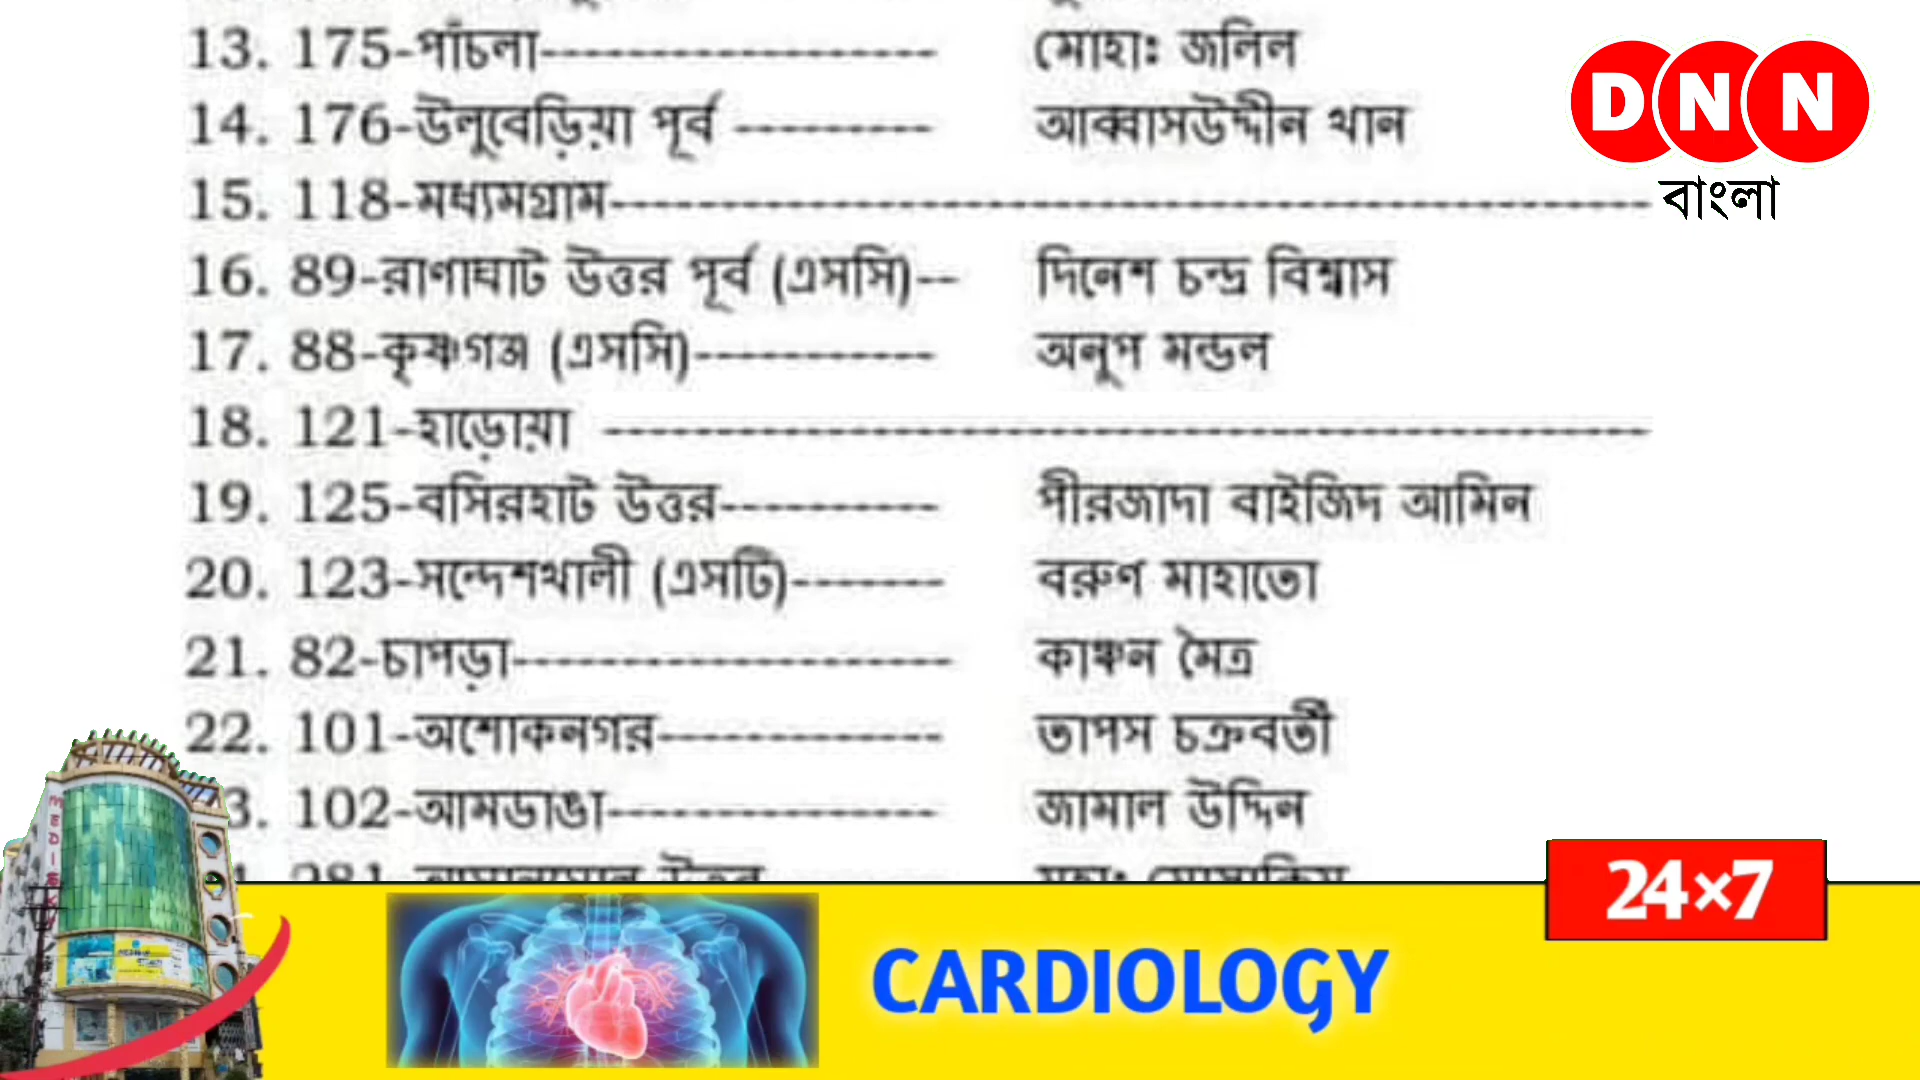 13. 175-পাঁচলা------------------- মোহাঃ জলিল
14. 176-উলুবেড়িয়া পূর্ব ---------- আব্বাসউদ্দীন খান
15. 118-মধ্যমগ্রাম---------------------------------------------------
16. 89-রাণাঘাট উত্তর পূর্ব (এসসি)-- দিনেশ চন্দ্র বিশ্বাস
17. 88-কৃষ্ণগঞ্জ (এসসি)------------ অনুপ মন্ডল
18. 121-হাড়োয়া ---------------------------------------------------
19. 125-বসিরহাট উত্তর----------- পীরজাদা বাইজিদ আমিন
20. 123-সন্দেশখালী (এসটি)------- বরুণ মাহাতো
21. 82-চাপড়া--------------------- কাঞ্চন মৈত্র
22. 101-অশোকনগর-------------- তাপস চক্রবর্তী
3. 102-আমডাঙা---------------- জামাল উদ্দিন
DNN
বাংলা
24×7
CARDIOLOGY